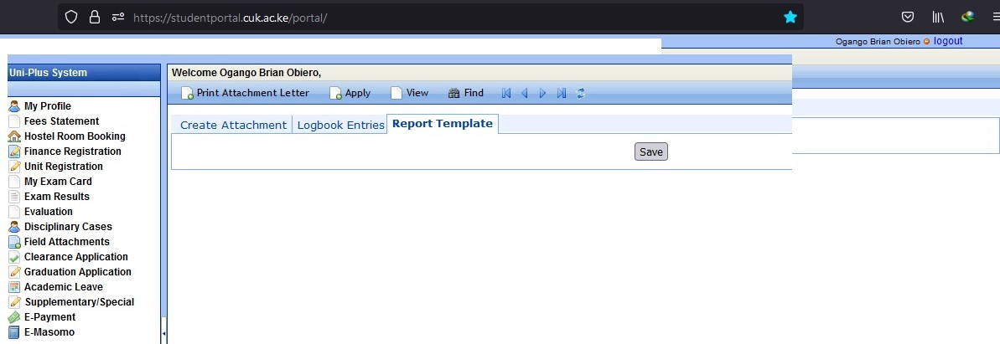 https://studentportal.cuk.ac.ke/portal/
Ogango Brian Obiero logout
Uni-Plus System
Welcome Ogango Brian Obiero,
Print Attachment Letter Apply View Find
Create Attachment Logbook Entries Report Template
Save
My Profile
Fees Statement
Hostel Room Booking
Finance Registration
Unit Registration
My Exam Card
Exam Results
Evaluation
Disciplinary Cases
Field Attachments
Clearance Application
Graduation Application
Academic Leave
Supplementary/Special
E-Payment
E-Masomo